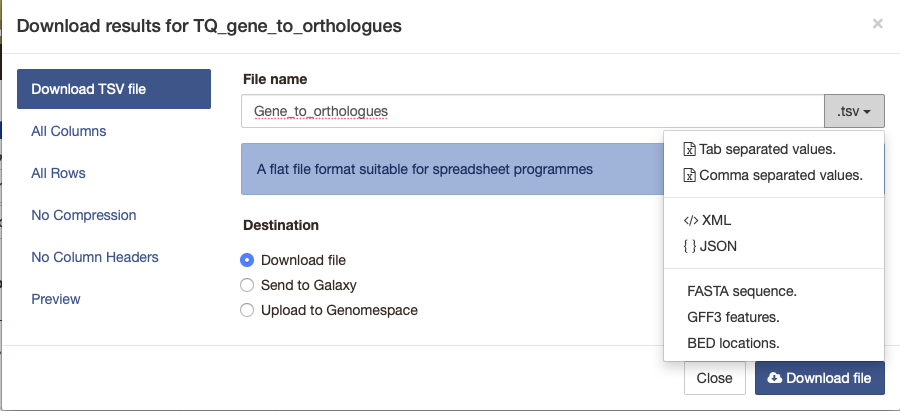 Download results for TQ_gene_to_orthologues
×
Download TSV file
All Columns
All Rows
No Compression
No Column Headers
Preview
File name
Gene_to_orthologues
.tsv
A flat file format suitable for spreadsheet programmes
Tab separated values.
Comma separated values.
</> XML
{ } JSON
FASTA sequence.
GFF3 features.
BED locations.
Destination
Download file
Send to Galaxy
Upload to Genomespace
Close
Download file